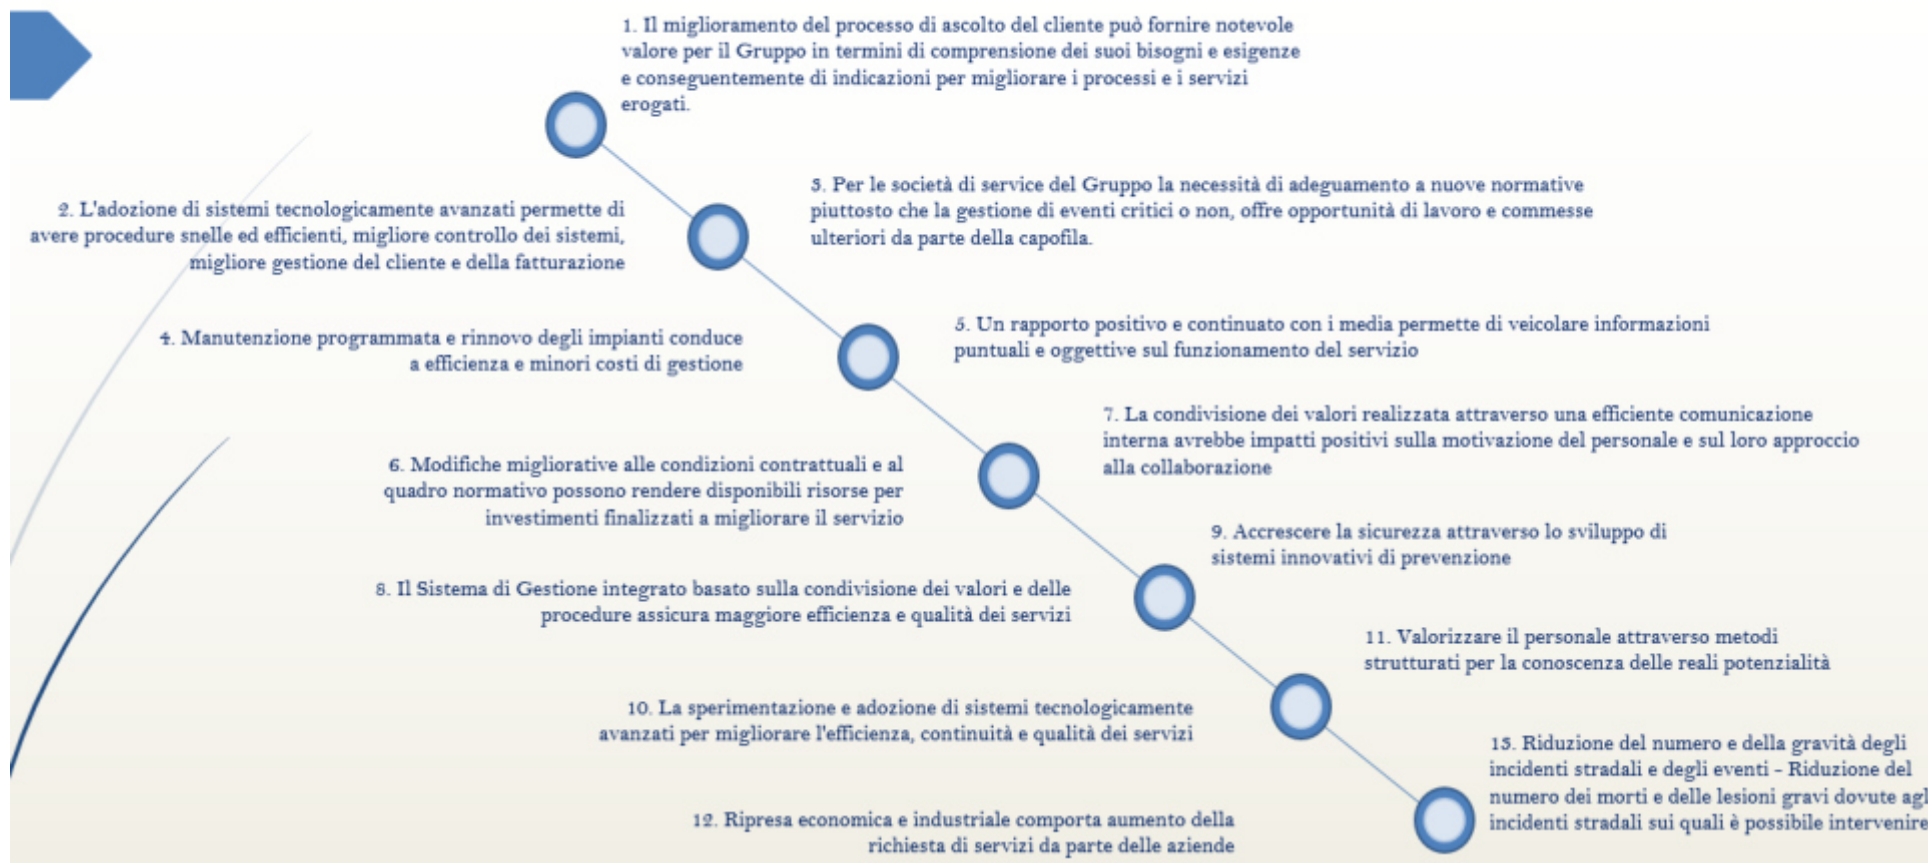 1. Il miglioramento del processo di ascolto del cliente può fornire notevole
valore per il Gruppo in termini di comprensione dei suoi bisogni e esigenze
e conseguentemente di indicazioni per migliorare i processi e i servizi
erogati.
2. L'adozione di sistemi tecnologicamente avanzati permette di
avere procedure snelle ed efficienti, migliore controllo dei sistemi,
migliore gestione del cliente e della fatturazione
3. Per le società di service del Gruppo la necessità di adeguamento a nuove normative
piuttosto che la gestione di eventi critici o non, offre opportunità di lavoro e commesse
ulteriori da parte della capofila.
4. Manutenzione programmata e rinnovo degli impianti conduce
a efficienza e minori costi di gestione
5. Un rapporto positivo e continuato con i media permette di veicolare informazioni
puntuali e oggettive sul funzionamento del servizio
6. Modifiche migliorative alle condizioni contrattuali e al
quadro normativo possono rendere disponibili risorse per
investimenti finalizzati a migliorare il servizio
7. La condivisione dei valori realizzata attraverso una efficiente comunicazione
interna avrebbe impatti positivi sulla motivazione del personale e sul loro approccio
alla collaborazione
8. Il Sistema di Gestione integrato basato sulla condivisione dei valori e delle
procedure assicura maggiore efficienza e qualità dei servizi
9. Accrescere la sicurezza attraverso lo sviluppo di
sistemi innovativi di prevenzione
10. La sperimentazione e adozione di sistemi tecnologicamente
avanzati per migliorare l'efficienza, continuità e qualità dei servizi
11. Valorizzare il personale attraverso metodi
strutturati per la conoscenza delle reali potenzialità
12. Ripresa economica e industriale comporta aumento della
richiesta di servizi da parte delle aziende
13. Riduzione del numero e della gravità degli
incidenti stradali e degli eventi - Riduzione del
numero dei morti e delle lesioni gravi dovute agl
incidenti stradali sui quali è possibile intervenire